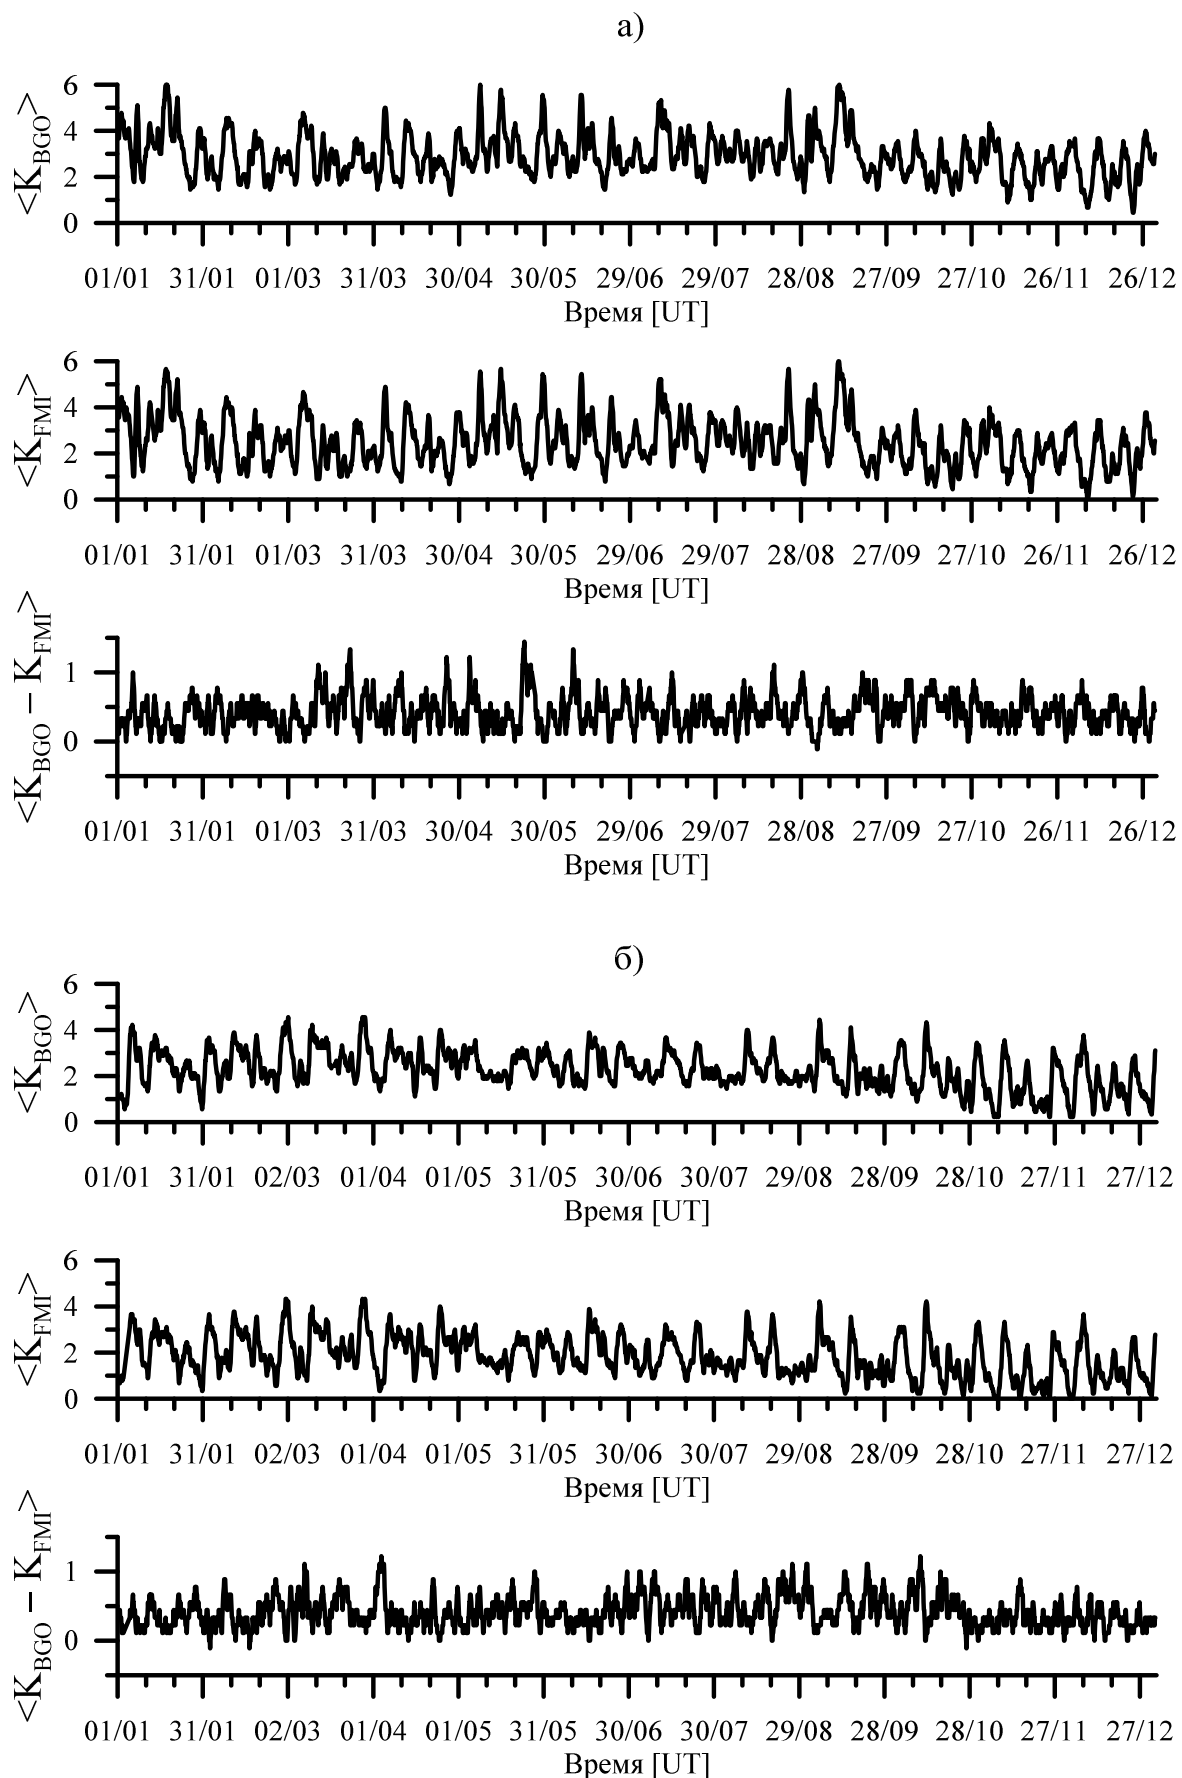 а)
<K_BGO>
6
4
2
0
01/01 31/01 01/03 31/03 30/04 30/05 29/06 29/07 28/08 27/09 27/10 26/11 26/12
Время [UT]
<K_FMI>
6
4
2
0
01/01 31/01 01/03 31/03 30/04 30/05 29/06 29/07 28/08 27/09 27/10 26/11 26/12
Время [UT]
<K_BGO – K_FMI>
1
0
01/01 31/01 01/03 31/03 30/04 30/05 29/06 29/07 28/08 27/09 27/10 26/11 26/12
Время [UT]
б)
<K_BGO>
6
4
2
0
01/01 31/01 02/03 01/04 01/05 31/05 30/06 30/07 29/08 28/09 28/10 27/11 27/12
Время [UT]
<K_FMI>
6
4
2
0
01/01 31/01 02/03 01/04 01/05 31/05 30/06 30/07 29/08 28/09 28/10 27/11 27/12
Время [UT]
<K_BGO – K_FMI>
1
0
01/01 31/01 02/03 01/04 01/05 31/05 30/06 30/07 29/08 28/09 28/10 27/11 27/12
Время [UT]